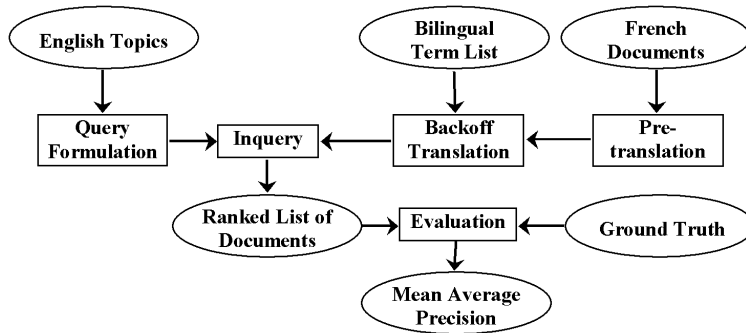 English Topics
Bilingual
Term List
French
Documents
Query
Formulation
Inquery
Backoff
Translation
Pre-
translation
Ranked List of
Documents
Evaluation
Ground Truth
Mean Average
Precision